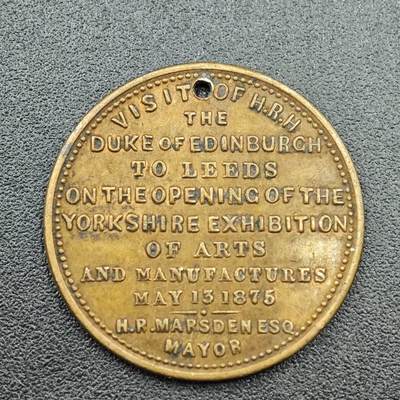 VISIT OF H.R.H
THE
DUKE OF EDINBURGH
TO LEEDS
ON THE OPENING OF THE
YORKSHIRE EXHIBITION
OF ARTS
AND MANUFACTURES
MAY 13 1875
H.R. MARSDEN ESQ
MAYOR